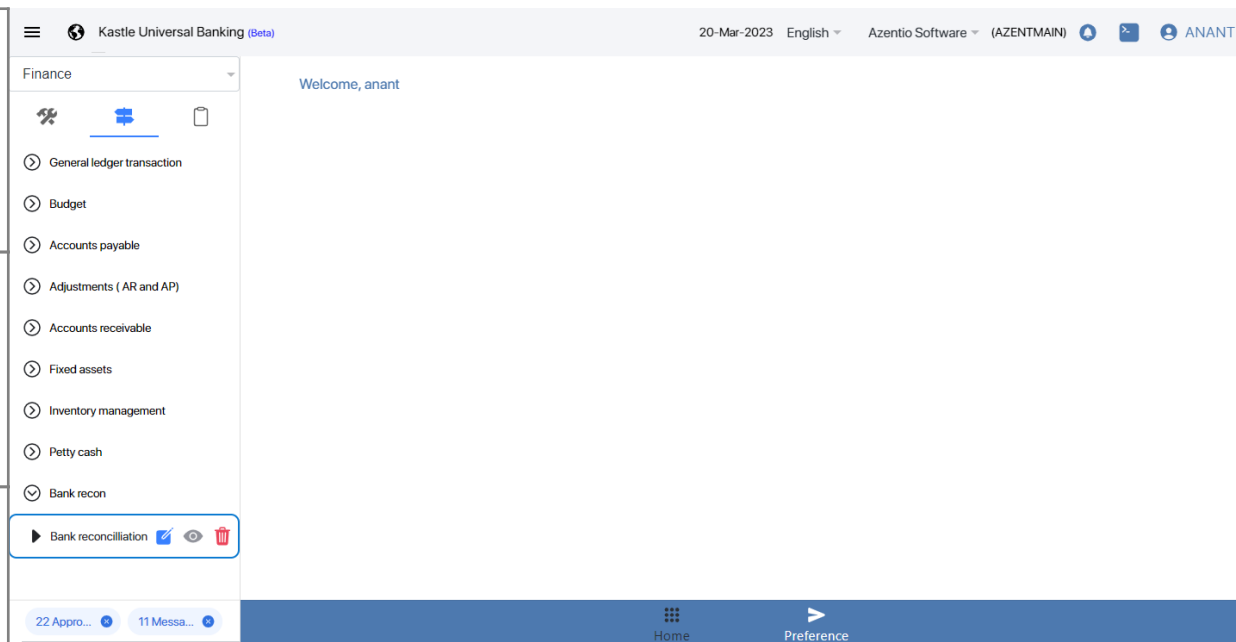 Kastle Universal Banking (Beta)
20-Mar-2023 English Azentio Software (AZENTMAIN) ANANT
Finance
Welcome, anant
General ledger transaction
Budget
Accounts payable
Adjustments ( AR and AP)
Accounts receivable
Fixed assets
Inventory management
Petty cash
Bank recon
Bank reconcilliation
22 Appro... 11 Messa...
Home Preference